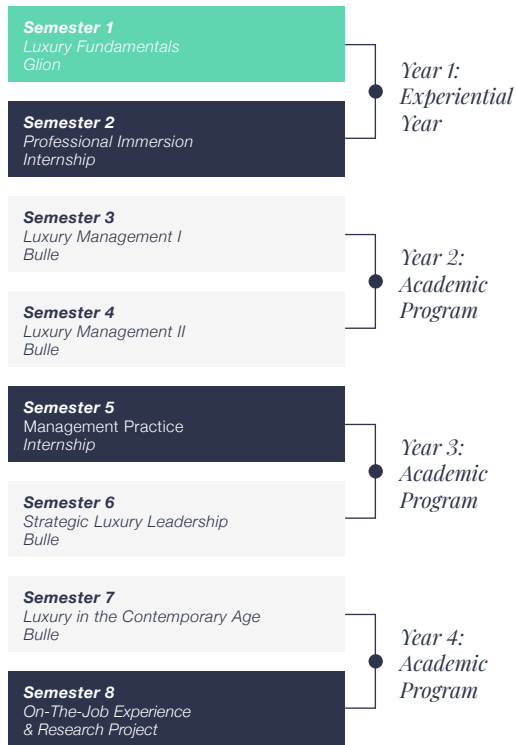 Semester 1
Luxury Fundamentals
Glion
Year 1:
Experiential
Year
Semester 2
Professional Immersion
Internship
Semester 3
Luxury Management I
Bulle
Year 2:
Academic
Program
Semester 4
Luxury Management II
Bulle
Semester 5
Management Practice
Internship
Year 3:
Academic
Program
Semester 6
Strategic Luxury Leadership
Bulle
Semester 7
Luxury in the Contemporary Age
Bulle
Year 4:
Academic
Program
Semester 8
On-The-Job Experience
& Research Project